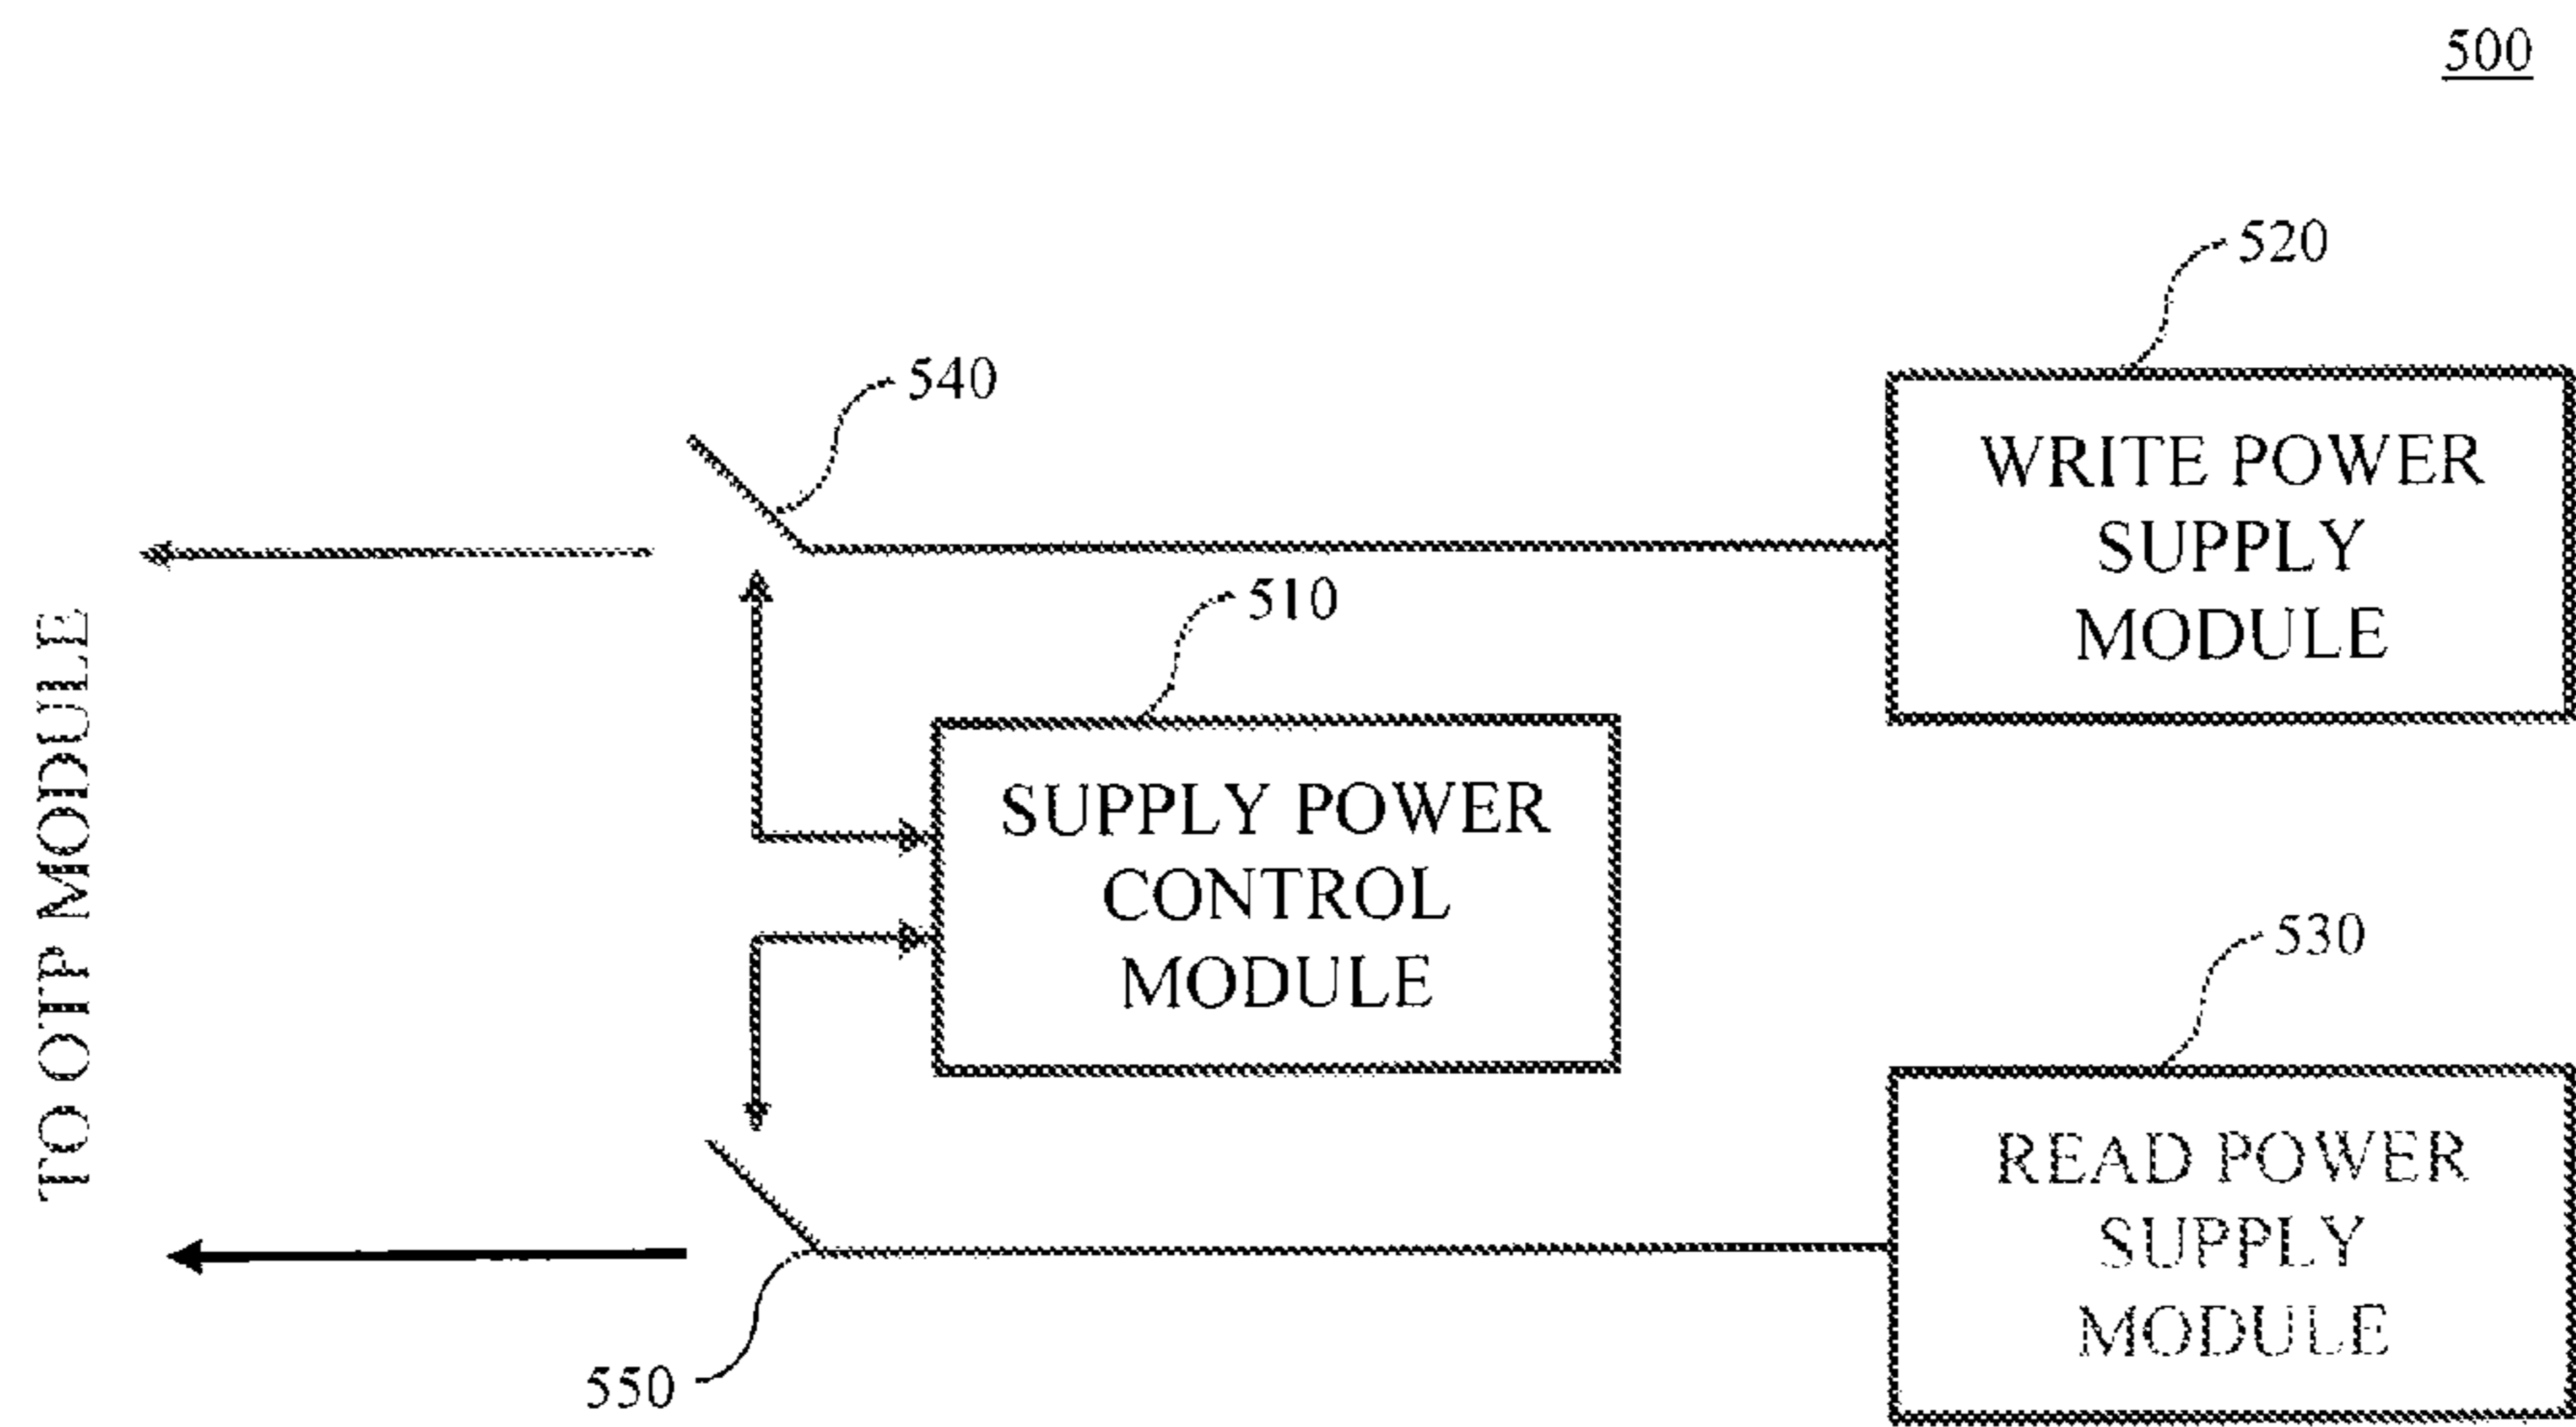 500
520
540
WRITE POWER
SUPPLY
MODULE
510
SUPPLY POWER
CONTROL
MODULE
TO OTP MODULE
530
READ POWER
SUPPLY
MODULE
550